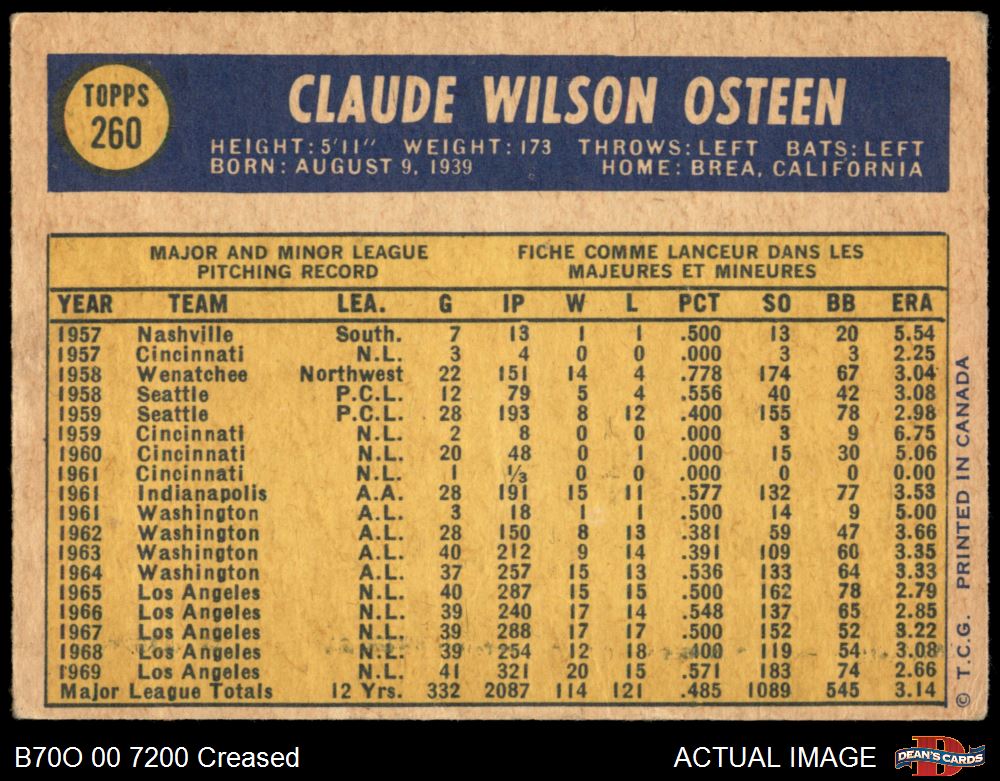 TOPPS
260
CLAUDE WILSON OSTEEN
HEIGHT: 5'11" WEIGHT: 173 THROWS: LEFT BATS: LEFT
BORN: AUGUST 9, 1939 HOME: BREA, CALIFORNIA
MAJOR AND MINOR LEAGUE
PITCHING RECORD
FICHE COMME LANCEUR DANS LES
MAJEURES ET MINEURES
YEAR TEAM LEA. G IP W L PCT SO BB ERA
1957 Nashville South. 7 13 1 1 .500 13 20 5.54
1957 Cincinnati N.L. 3 4 0 0 .000 3 3 2.25
1958 Wenatchee Northwest 22 151 14 4 .778 174 67 3.04
1958 Seattle P.C.L. 12 79 5 4 .556 40 42 3.08
1959 Seattle P.C.L. 28 193 8 12 .400 155 78 2.98
1959 Cincinnati N.L. 2 8 0 0 .000 3 9 6.75
1960 Cincinnati N.L. 20 48 0 1 .000 15 30 5.06
1961 Cincinnati N.L. 1 ⅓ 0 0 .000 0 0 0.00
1961 Indianapolis A.A. 28 191 15 11 .577 132 77 3.53
1961 Washington A.L. 3 18 1 1 .500 14 9 5.00
1962 Washington A.L. 28 150 8 13 .381 59 47 3.66
1963 Washington A.L. 40 212 9 14 .391 109 60 3.35
1964 Washington A.L. 37 257 15 13 .536 133 64 3.33
1965 Los Angeles N.L. 40 287 15 15 .500 162 78 2.79
1966 Los Angeles N.L. 39 240 17 14 .548 137 65 2.85
1967 Los Angeles N.L. 39 288 17 17 .500 152 52 3.22
1968 Los Angeles N.L. 39 254 12 18 .400 119 54 3.08
1969 Los Angeles N.L. 41 321 20 15 .571 183 74 2.66
Major League Totals 12 Yrs. 332 2087 114 121 .485 1089 545 3.14
© T.C.G. PRINTED IN CANADA
B70O 00 7200 Creased
ACTUAL IMAGE
D
DEAN'S CARDS